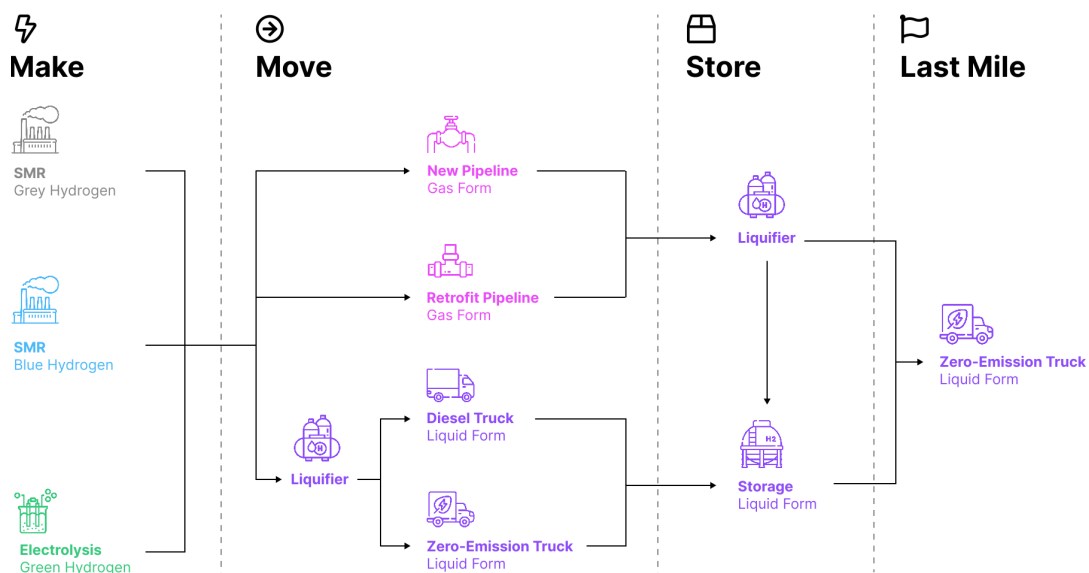 Make
Move
Store
Last Mile
SMR
Grey Hydrogen
SMR
Blue Hydrogen
Electrolysis
Green Hydrogen
New Pipeline
Gas Form
Retrofit Pipeline
Gas Form
Liquifier
Diesel Truck
Liquid Form
Zero-Emission Truck
Liquid Form
H
Liquifier
H
H2
Storage
Liquid Form
Zero-Emission Truck
Liquid Form